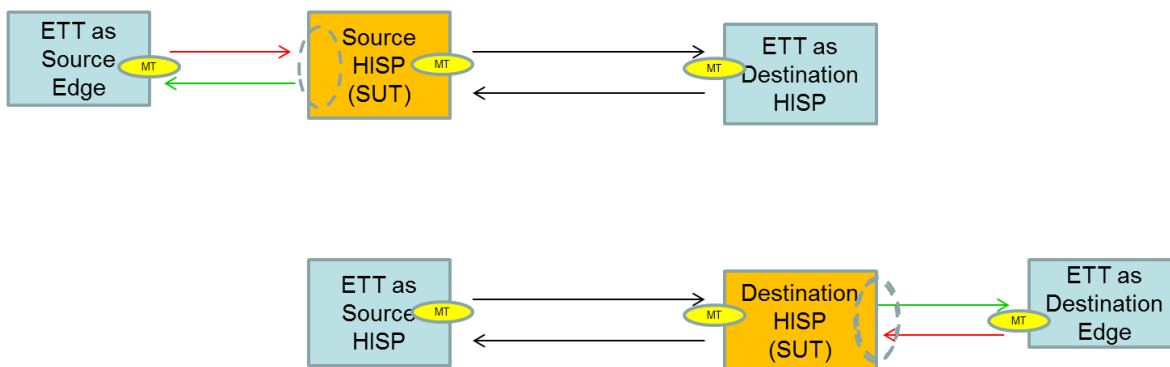 ETT as
Source
Edge
MT
Source
HISP
(SUT)
MT
MT
ETT as
Destination
HISP
ETT as
Source
HISP
MT
MT
Destination
HISP
(SUT)
MT
ETT as
Destination
Edge